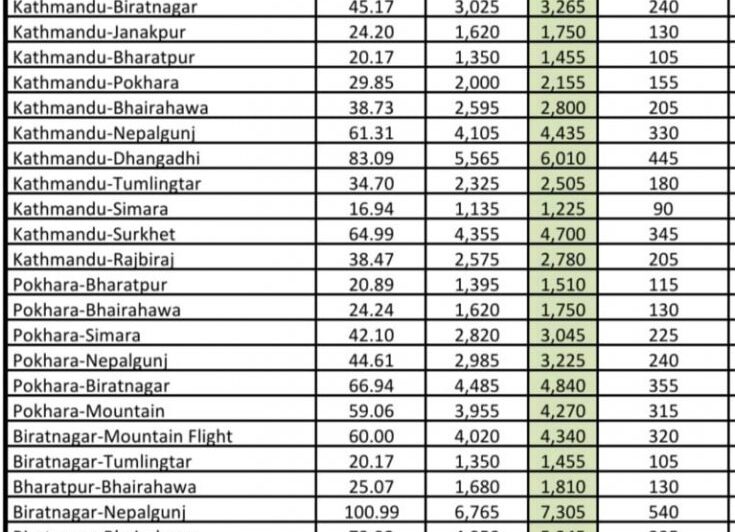 Kathmandu-Biratnagar 45.17 3,025 3,265 240
Kathmandu-Janakpur 24.20 1,620 1,750 130
Kathmandu-Bharatpur 20.17 1,350 1,455 105
Kathmandu-Pokhara 29.85 2,000 2,155 155
Kathmandu-Bhairahawa 38.73 2,595 2,800 205
Kathmandu-Nepalgunj 61.31 4,105 4,435 330
Kathmandu-Dhangadhi 83.09 5,565 6,010 445
Kathmandu-Tumlingtar 34.70 2,325 2,505 180
Kathmandu-Simara 16.94 1,135 1,225 90
Kathmandu-Surkhet 64.99 4,355 4,700 345
Kathmandu-Rajbiraj 38.47 2,575 2,780 205
Pokhara-Bharatpur 20.89 1,395 1,510 115
Pokhara-Bhairahawa 24.24 1,620 1,750 130
Pokhara-Simara 42.10 2,820 3,045 225
Pokhara-Nepalgunj 44.61 2,985 3,225 240
Pokhara-Biratnagar 66.94 4,485 4,840 355
Pokhara-Mountain 59.06 3,955 4,270 315
Biratnagar-Mountain Flight 60.00 4,020 4,340 320
Biratnagar-Tumlingtar 20.17 1,350 1,455 105
Bharatpur-Bhairahawa 25.07 1,680 1,810 130
Biratnagar-Nepalgunj 100.99 6,765 7,305 540